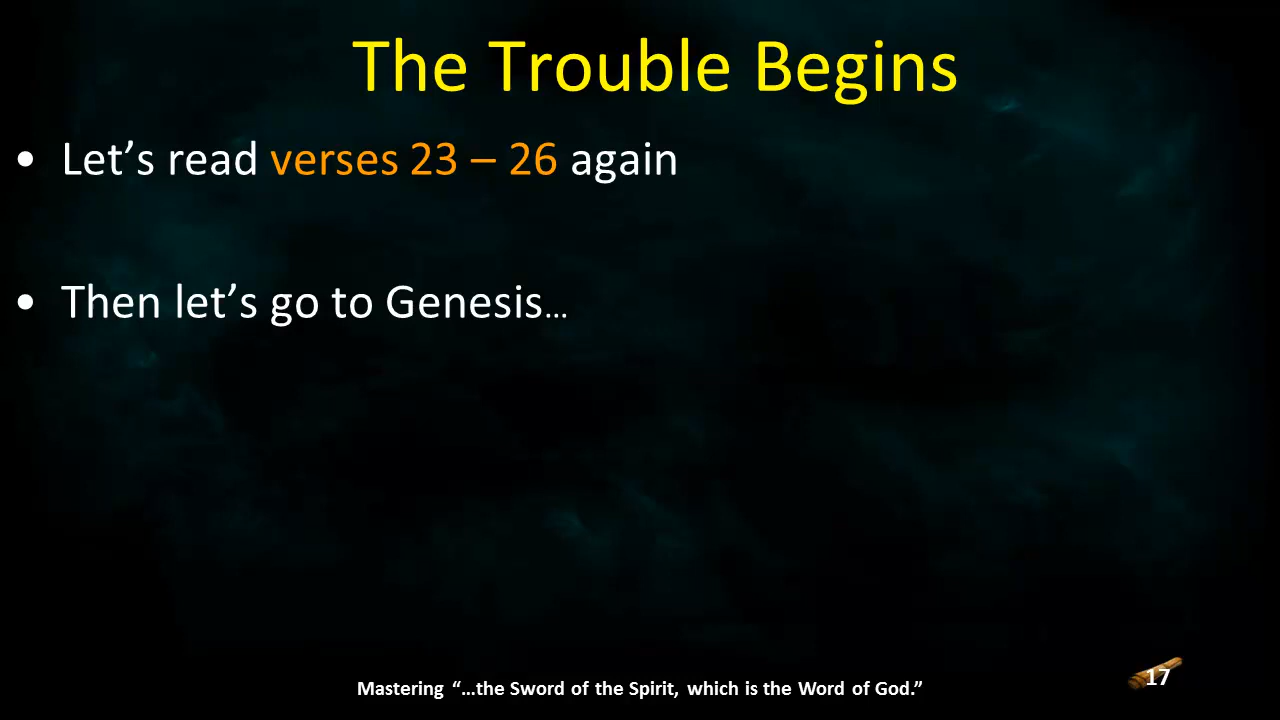 The Trouble Begins
• Let’s read verses 23 – 26 again
• Then let’s go to Genesis…
Mastering “…the Sword of the Spirit, which is the Word of God.”
17